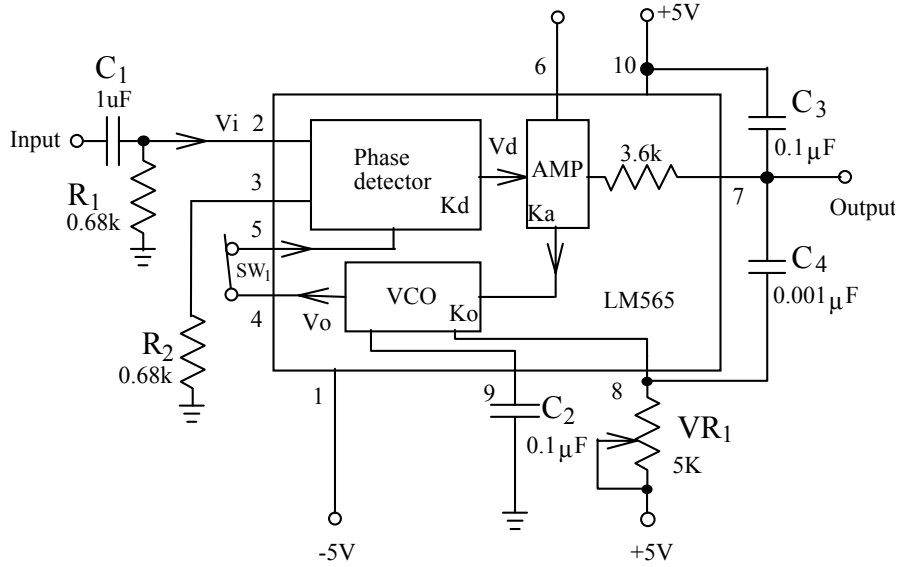 +5V
6
10
C1
1uF
C3
0.1μF
Input
Vi
2
Phase
detector
Kd
Vd
AMP
Ka
3.6k
7
Output
R1
0.68k
3
5
SW1
4
Vo
VCO
Ko
LM565
C4
0.001μF
R2
0.68k
1
9
C2
0.1μF
8
VR1
5K
-5V
+5V